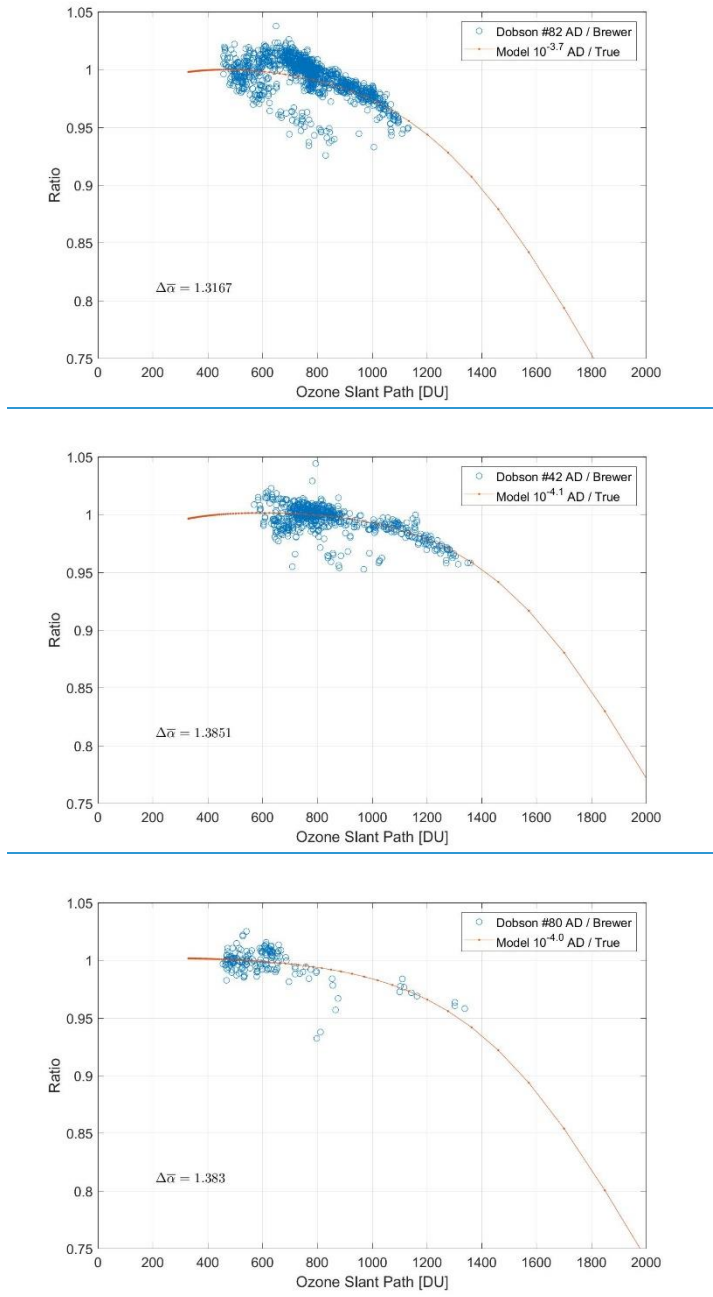 1.05
Dobson #82 AD / Brewer
Model 10^-3.7 AD / True
1
0.95
0.9
Ratio
0.85
Δα̅ = 1.3167
0.8
0.75
0 200 400 600 800 1000 1200 1400 1600 1800 2000
Ozone Slant Path [DU]
1.05
Dobson #42 AD / Brewer
Model 10^-4.1 AD / True
1
0.95
0.9
Ratio
0.85
Δα̅ = 1.3851
0.8
0.75
0 200 400 600 800 1000 1200 1400 1600 1800 2000
Ozone Slant Path [DU]
1.05
Dobson #80 AD / Brewer
Model 10^-4.0 AD / True
1
0.95
0.9
Ratio
0.85
Δα̅ = 1.383
0.8
0.75
0 200 400 600 800 1000 1200 1400 1600 1800 2000
Ozone Slant Path [DU]